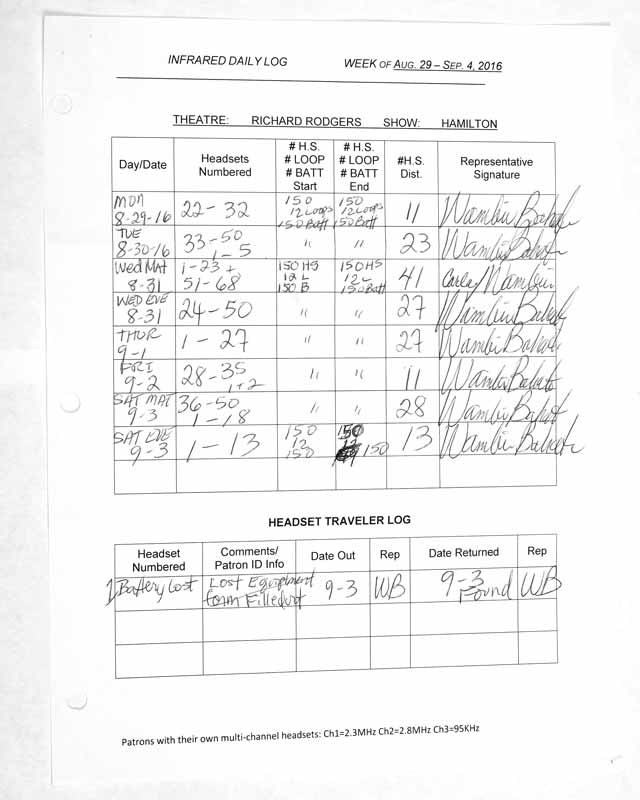 INFRARED DAILY LOG WEEK OF AUG. 29 – SEP. 4, 2016
THEATRE: RICHARD RODGERS SHOW: HAMILTON
Day/Date Headsets Numbered # H.S. # LOOP # BATT Start # H.S. # LOOP # BATT End #H.S. Dist. Representative Signature
MON 8-29-16 22-32 150 12 Loops 150 Batt 150 12 Loops 150 Batt 11 Wambui Bahati
TUE 8-30-16 33-50 1-5 " " 23 Wambui Bahati
Wed MAT 8-31 1-23 + 51-68 150 HS 12 L 150 B 150 HS 12 L 150 Batt 41 Carley/Wambui
WED EVE 8-31 24-50 " " 27 Wambui Bahati
THUR 9-1 1-27 " " 27 Wambui Bahati
FRI 9-2 28-35 1+2 " " 11 Wambui Bahati
SAT MAT 9-3 36-50 1-18 " " 28 Wambui Bahati
SAT EVE 9-3 1-13 150 12 150 150 12 150 13 Wambui Bahati
HEADSET TRAVELER LOG
Headset Numbered Comments/ Patron ID Info Date Out Rep Date Returned Rep
1 Battery Lost Lost Equipment form Filled out 9-3 WB 9-3 Found WB
Patrons with their own multi-channel headsets: Ch1=2.3MHz Ch2=2.8MHz Ch3=95KHz